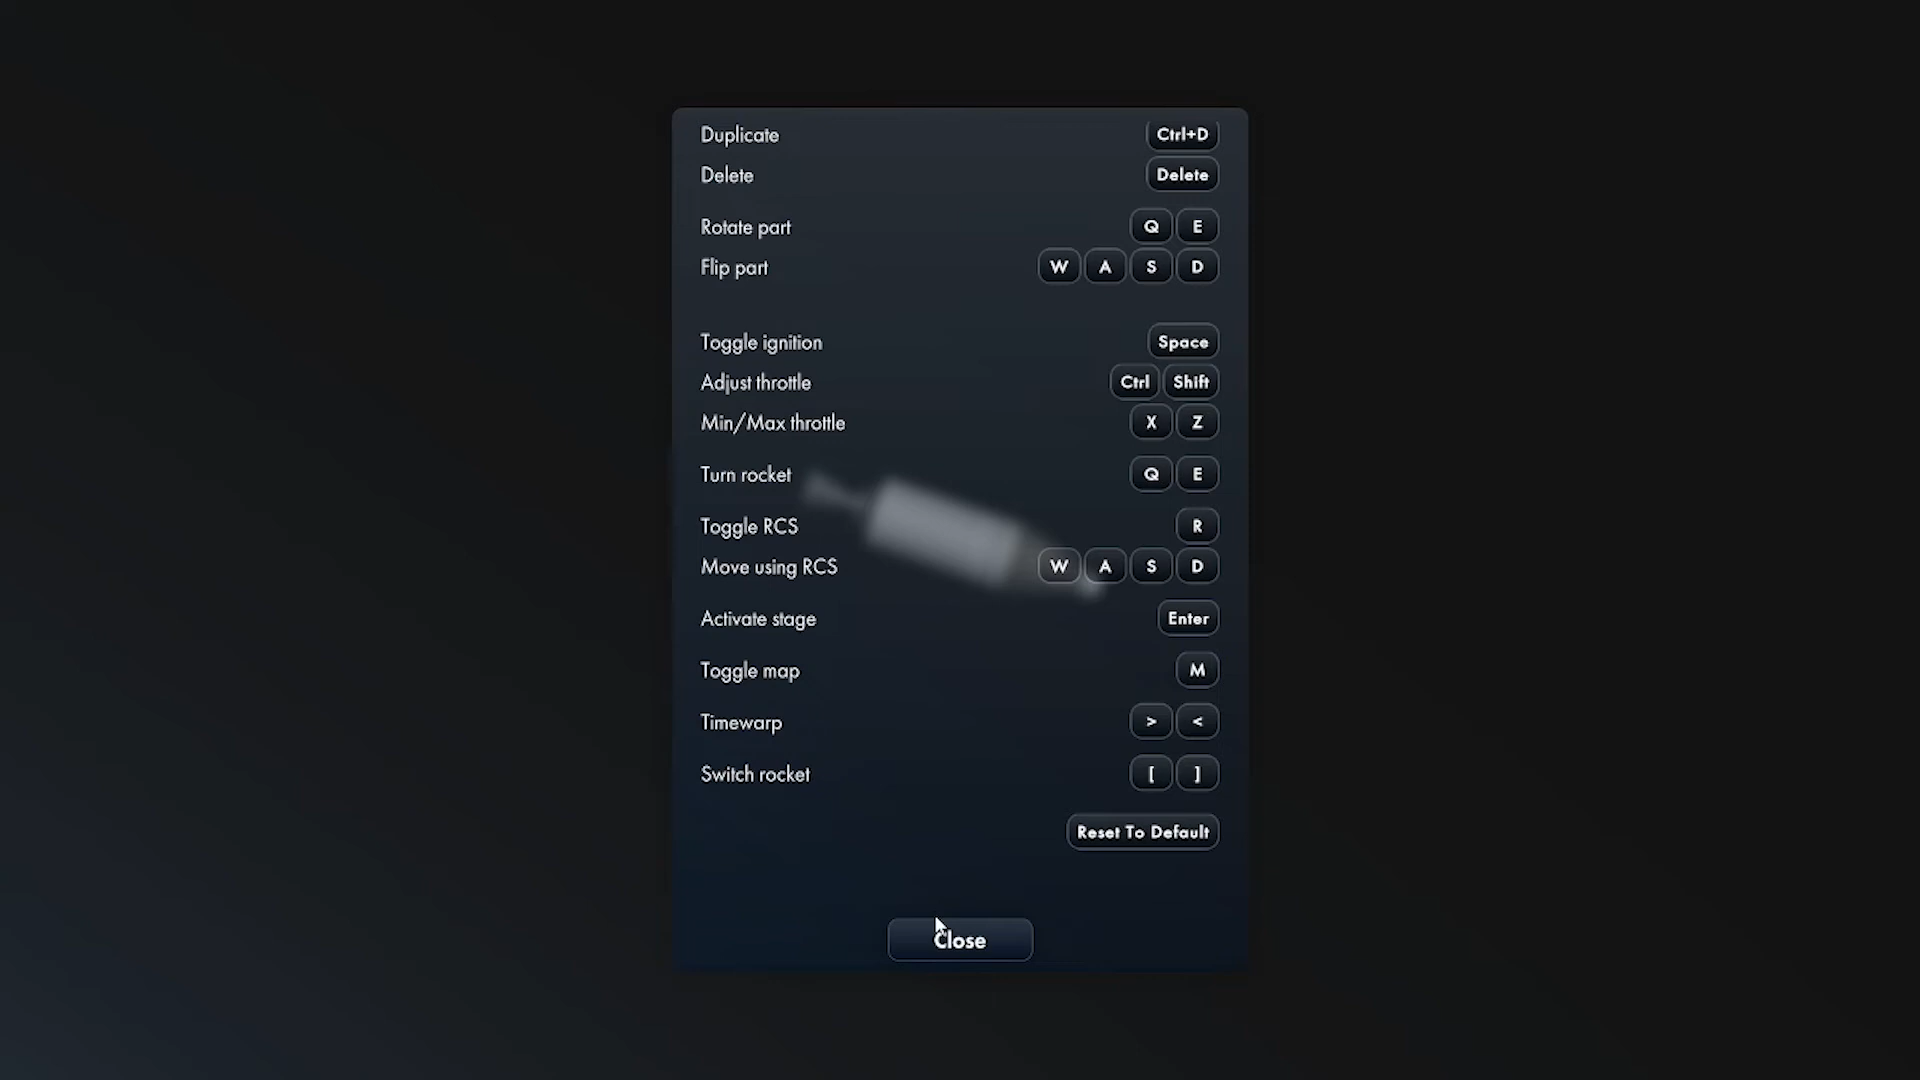 Duplicate Ctrl+D
Delete Delete
Rotate part Q E
Flip part W A S D
Toggle ignition Space
Adjust throttle Ctrl Shift
Min/Max throttle X Z
Turn rocket Q E
Toggle RCS R
Move using RCS W A S D
Activate stage Enter
Toggle map M
Timewarp > <
Switch rocket [ ]
Reset To Default
Close